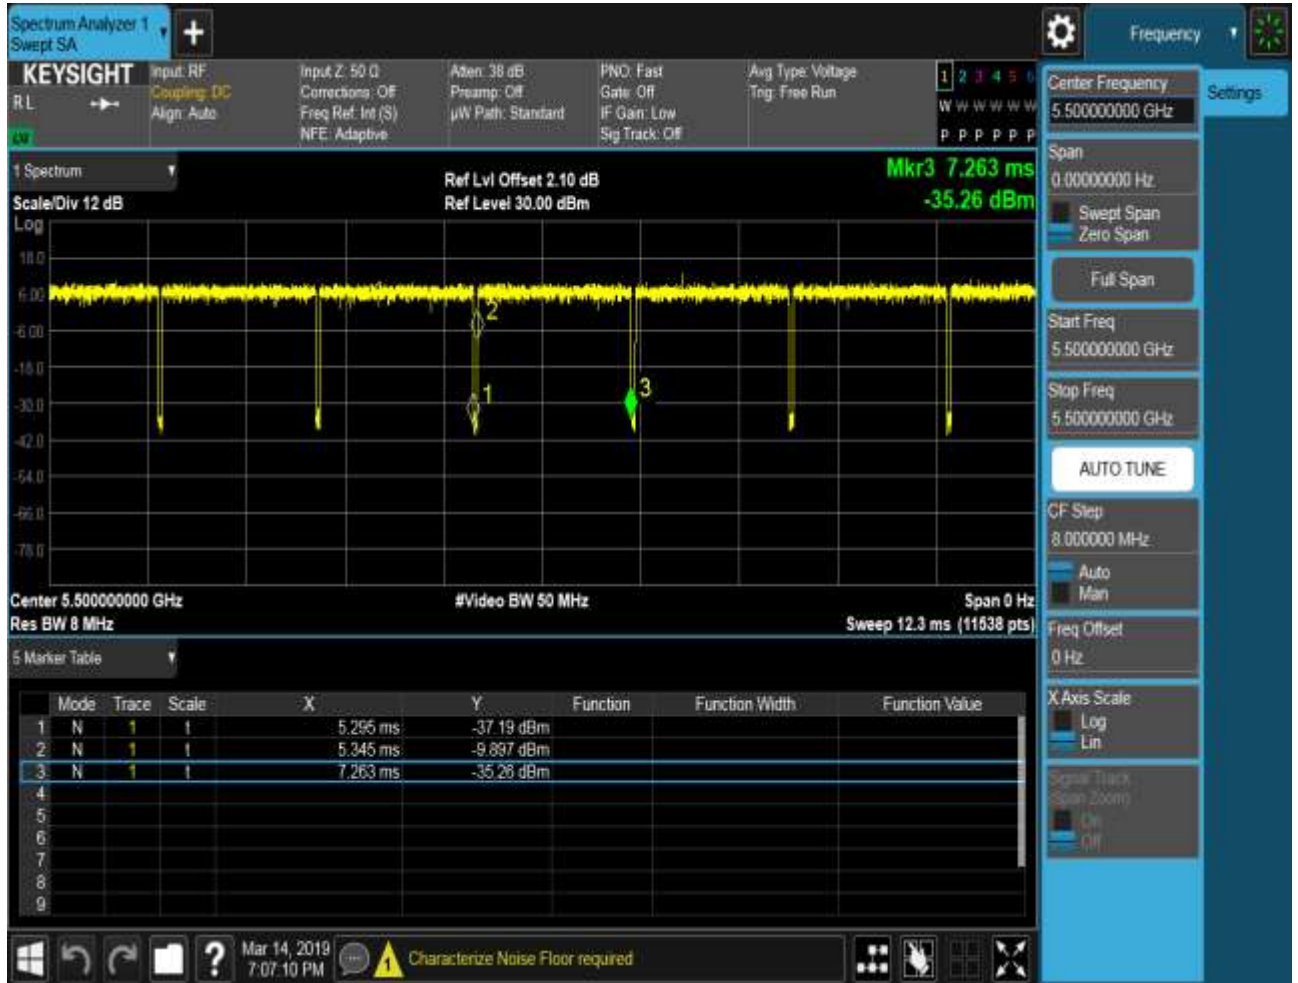 Spectrum Analyzer 1
Swept SA
Frequency
KEYSIGHT
RL
Input: RF
Coupling: DC
Align: Auto
Input Z: 50 Ω
Corrections: Off
Freq Ref: Int (S)
NFE: Adaptive
Atten: 38 dB
Preamp: Off
µW Path: Standard
PNO: Fast
Gate: Off
IF Gain: Low
Sig Track: Off
Avg Type: Voltage
Trig: Free Run
1 2 3 4 5 6
W W W W W W
P P P P P P
1 Spectrum
Scale/Div 12 dB
Ref Lvl Offset 2.10 dB
Ref Level 30.00 dBm
Mkr3 7.263 ms
-35.26 dBm
Log
18.0
6.00
-6.00
-18.0
-30.0
-42.0
-54.0
-66.0
-78.0
2
1
3
Center 5.500000000 GHz
#Video BW 50 MHz
Span 0 Hz
Res BW 8 MHz
Sweep 12.3 ms (11538 pts)
5 Marker Table
Mode Trace Scale X Y Function Function Width Function Value
1 N 1 t 5.295 ms -37.19 dBm
2 N 1 t 5.345 ms -9.897 dBm
3 N 1 t 7.263 ms -35.26 dBm
4
5
6
7
8
9
Mar 14, 2019
7:07:10 PM
1
Characterize Noise Floor required
Center Frequency
5.500000000 GHz
Settings
Span
0.00000000 Hz
Swept Span
Zero Span
Full Span
Start Freq
5.500000000 GHz
Stop Freq
5.500000000 GHz
AUTO TUNE
CF Step
8.000000 MHz
Auto
Man
Freq Offset
0 Hz
X Axis Scale
Log
Lin
Signal Track
(Span Zoom)
On
Off